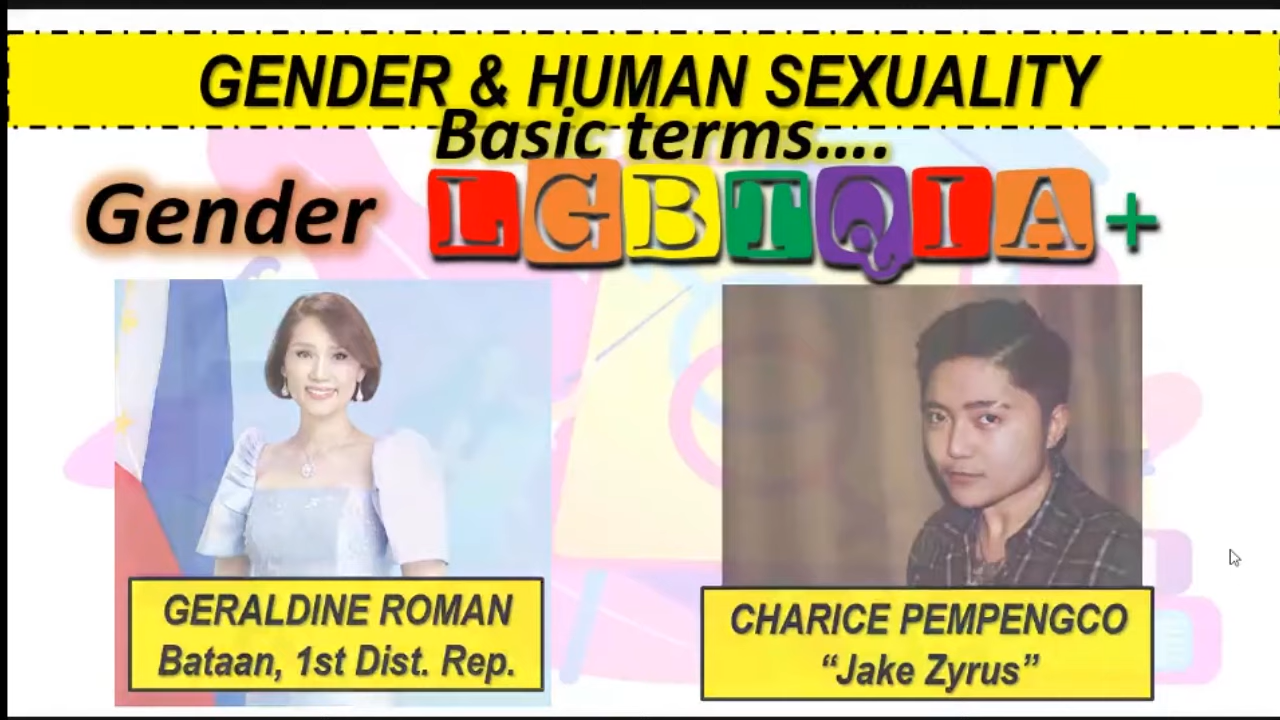 GENDER & HUMAN SEXUALITY
Basic terms....
Gender LGBTQIA+
GERALDINE ROMAN
Bataan, 1st Dist. Rep.
CHARICE PEMPENGCO
“Jake Zyrus”